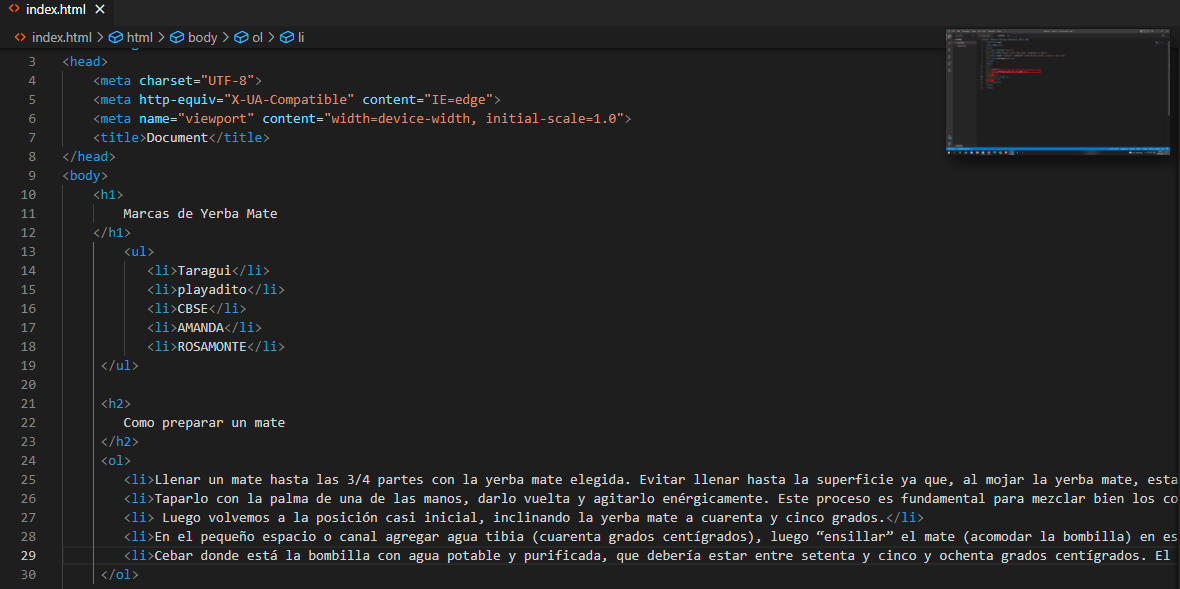 index.html
index.html > html > body > ol > li
3 <head>
4 <meta charset="UTF-8">
5 <meta http-equiv="X-UA-Compatible" content="IE=edge">
6 <meta name="viewport" content="width=device-width, initial-scale=1.0">
7 <title>Document</title>
8 </head>
9 <body>
10 <h1>
11 Marcas de Yerba Mate
12 </h1>
13 <ul>
14 <li>Taragui</li>
15 <li>playadito</li>
16 <li>CBSE</li>
17 <li>AMANDA</li>
18 <li>ROSAMONTE</li>
19 </ul>
20
21 <h2>
22 Como preparar un mate
23 </h2>
24 <ol>
25 <li>Llenar un mate hasta las 3/4 partes con la yerba mate elegida. Evitar llenar hasta la superficie ya que, al mojar la yerba mate, esta
26 <li>Taparlo con la palma de una de las manos, darlo vuelta y agitarlo enérgicamente. Este proceso es fundamental para mezclar bien los co
27 <li> Luego volvemos a la posición casi inicial, inclinando la yerba mate a cuarenta y cinco grados.</li>
28 <li>En el pequeño espacio o canal agregar agua tibia (cuarenta grados centígrados), luego “ensillar” el mate (acomodar la bombilla) en es
29 <li>Cebar donde está la bombilla con agua potable y purificada, que debería estar entre setenta y cinco y ochenta grados centígrados. El
30 </ol>